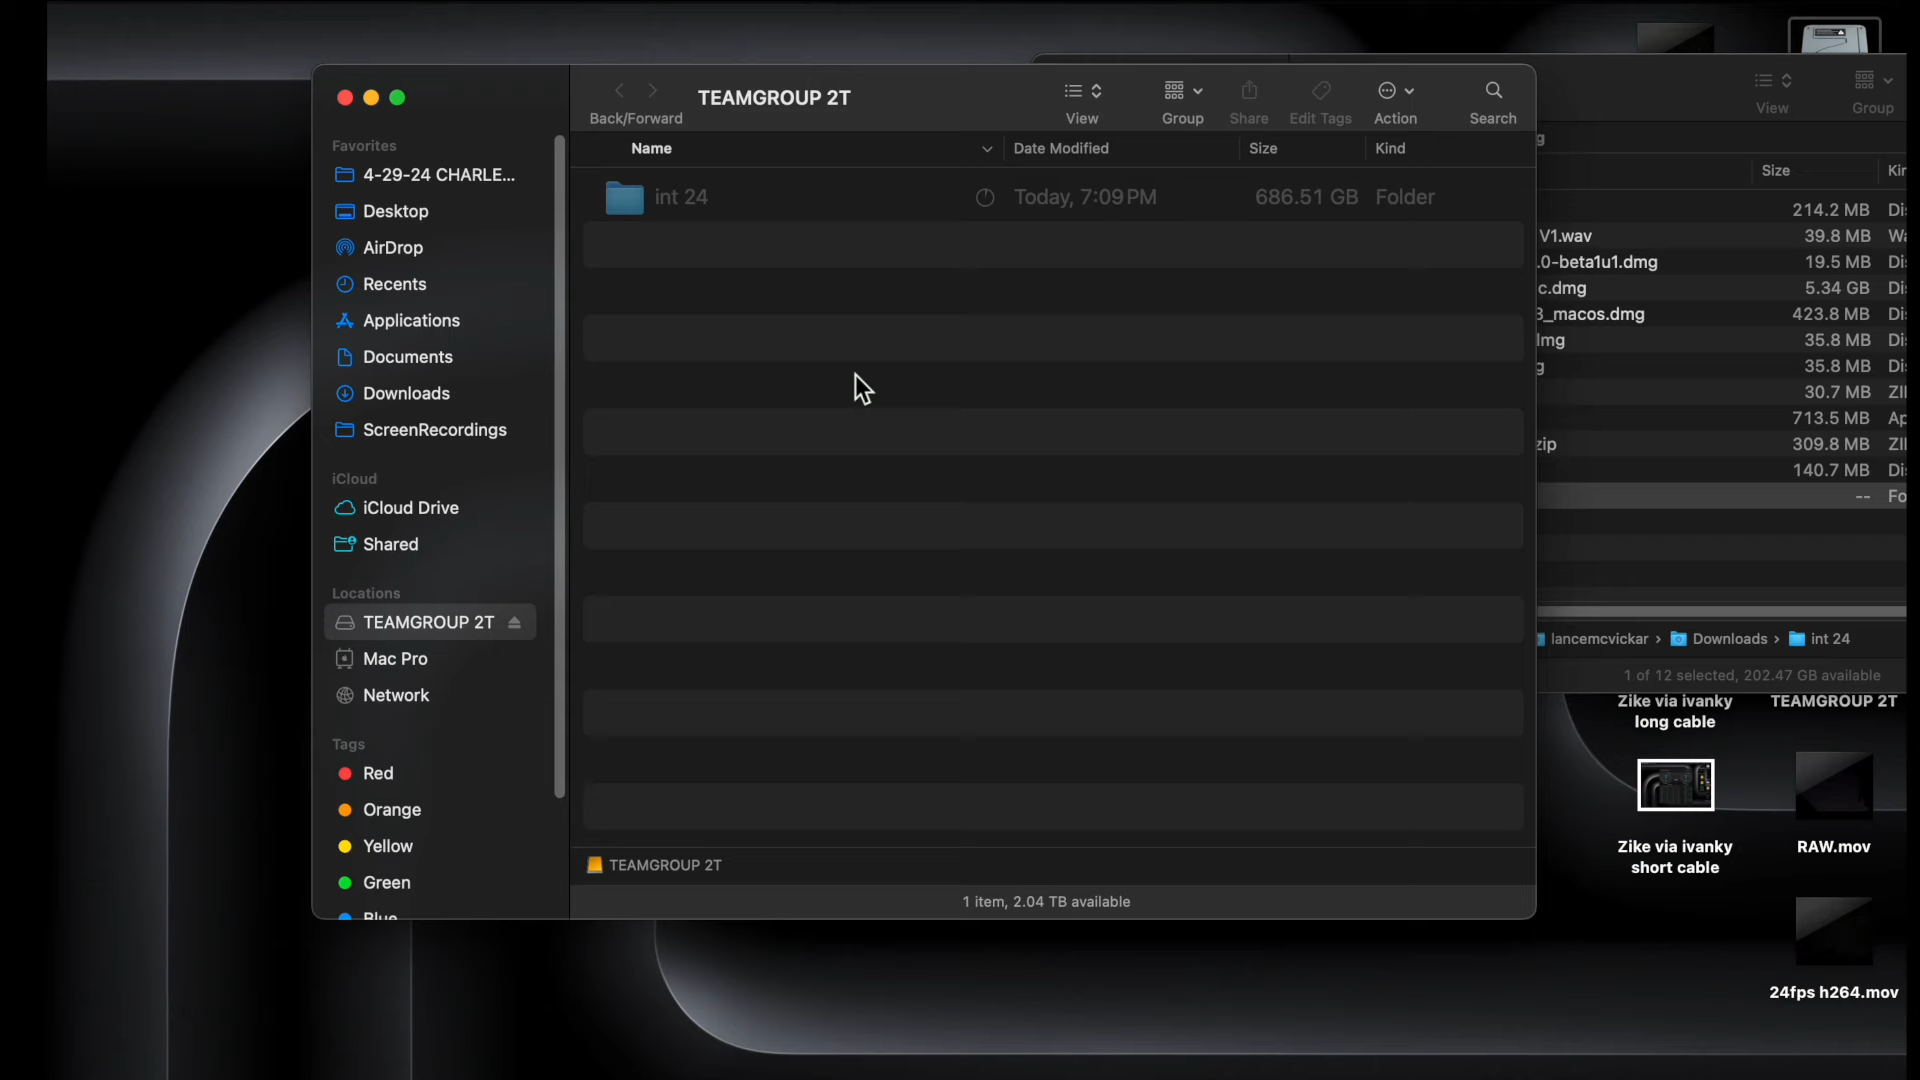 TEAMGROUP 2T
Back/Forward
View
Group
Share
Edit Tags
Action
Search
Favorites
4-29-24 CHARLE...
Desktop
AirDrop
Recents
Applications
Documents
Downloads
ScreenRecordings
iCloud
iCloud Drive
Shared
Locations
TEAMGROUP 2T
Mac Pro
Network
Tags
Red
Orange
Yellow
Green
Blue
Name Date Modified Size Kind
int 24 Today, 7:09 PM 686.51 GB Folder
TEAMGROUP 2T
1 item, 2.04 TB available
View
Group
g
Size
214.2 MB
V1.wav 39.8 MB
.0-beta1u1.dmg 19.5 MB
c.dmg 5.34 GB
3_macos.dmg 423.8 MB
35.8 MB
g 35.8 MB
30.7 MB
713.5 MB
zip 309.8 MB
140.7 MB
--
lancemcvickar › Downloads › int 24
1 of 12 selected, 202.47 GB available
Zike via ivanky
long cable
TEAMGROUP 2T
Zike via ivanky
short cable
RAW.mov
24fps h264.mov